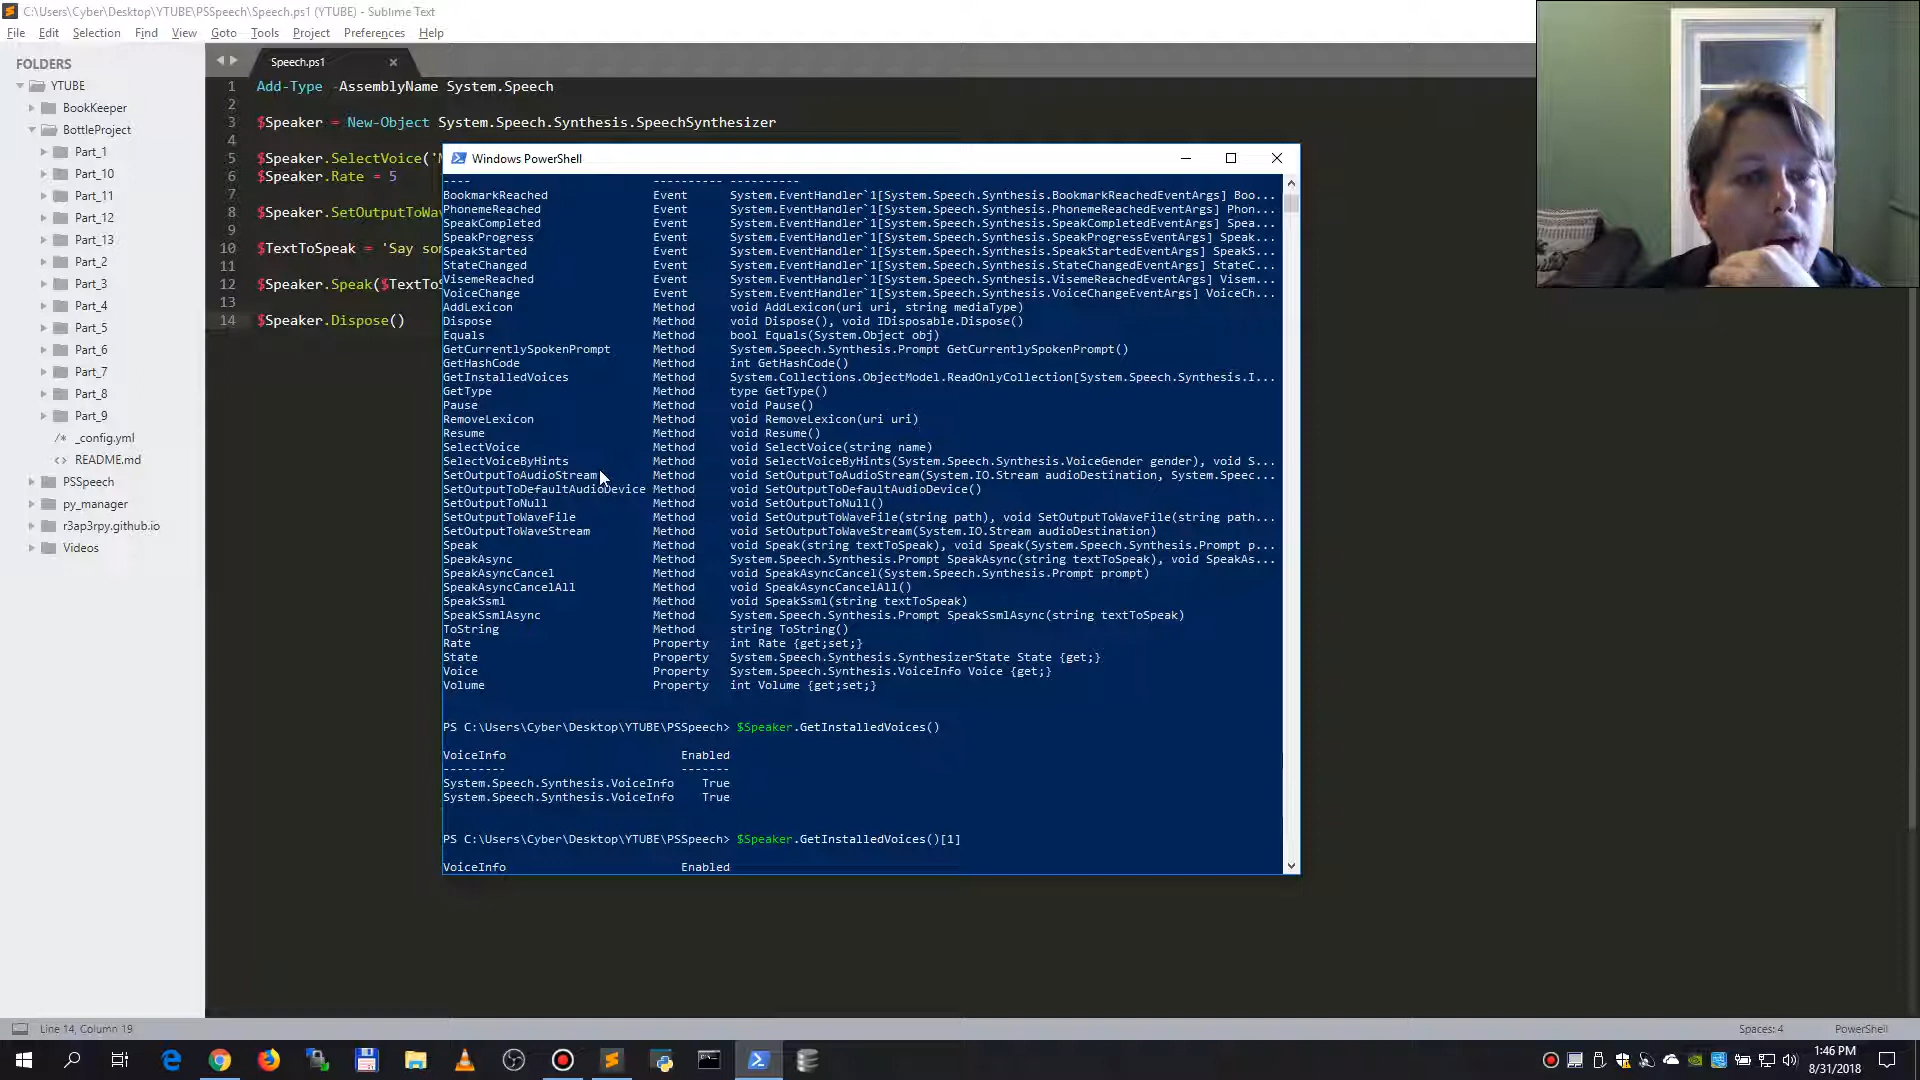 C:\Users\Cyber\Desktop\YTUBE\PSSpeech\Speech.ps1 (YTUBE) - Sublime Text
File Edit Selection Find View Goto Tools Project Preferences Help
FOLDERS
YTUBE
BookKeeper
BottleProject
Part_1
Part_10
Part_11
Part_12
Part_13
Part_2
Part_3
Part_4
Part_5
Part_6
Part_7
Part_8
Part_9
/* _config.yml
<> README.md
PSSpeech
py_manager
r3ap3rpy.github.io
Videos
Speech.ps1
1 Add-Type -AssemblyName System.Speech
2
3 $Speaker = New-Object System.Speech.Synthesis.SpeechSynthesizer
4
5 $Speaker.SelectVoice('
6 $Speaker.Rate = 5
7
8 $Speaker.SetOutputToWav
9
10 $TextToSpeak = 'Say so
11
12 $Speaker.Speak($TextToS
13
14 $Speaker.Dispose()
Windows PowerShell
---- ---------- ----------
BookmarkReached Event System.EventHandler`1[System.Speech.Synthesis.BookmarkReachedEventArgs] Boo...
PhonemeReached Event System.EventHandler`1[System.Speech.Synthesis.PhonemeReachedEventArgs] Phon...
SpeakCompleted Event System.EventHandler`1[System.Speech.Synthesis.SpeakCompletedEventArgs] Spea...
SpeakProgress Event System.EventHandler`1[System.Speech.Synthesis.SpeakProgressEventArgs] Speak...
SpeakStarted Event System.EventHandler`1[System.Speech.Synthesis.SpeakStartedEventArgs] SpeakS...
StateChanged Event System.EventHandler`1[System.Speech.Synthesis.StateChangedEventArgs] StateC...
VisemeReached Event System.EventHandler`1[System.Speech.Synthesis.VisemeReachedEventArgs] Visem...
VoiceChange Event System.EventHandler`1[System.Speech.Synthesis.VoiceChangeEventArgs] VoiceCh...
AddLexicon Method void AddLexicon(uri uri, string mediaType)
Dispose Method void Dispose(), void IDisposable.Dispose()
Equals Method bool Equals(System.Object obj)
GetCurrentlySpokenPrompt Method System.Speech.Synthesis.Prompt GetCurrentlySpokenPrompt()
GetHashCode Method int GetHashCode()
GetInstalledVoices Method System.Collections.ObjectModel.ReadOnlyCollection[System.Speech.Synthesis.I...
GetType Method type GetType()
Pause Method void Pause()
RemoveLexicon Method void RemoveLexicon(uri uri)
Resume Method void Resume()
SelectVoice Method void SelectVoice(string name)
SelectVoiceByHints Method void SelectVoiceByHints(System.Speech.Synthesis.VoiceGender gender), void S...
SetOutputToAudioStream Method void SetOutputToAudioStream(System.IO.Stream audioDestination, System.Speec...
SetOutputToDefaultAudioDevice Method void SetOutputToDefaultAudioDevice()
SetOutputToNull Method void SetOutputToNull()
SetOutputToWaveFile Method void SetOutputToWaveFile(string path), void SetOutputToWaveFile(string path...
SetOutputToWaveStream Method void SetOutputToWaveStream(System.IO.Stream audioDestination)
Speak Method void Speak(string textToSpeak), void Speak(System.Speech.Synthesis.Prompt p...
SpeakAsync Method System.Speech.Synthesis.Prompt SpeakAsync(string textToSpeak), void SpeakAs...
SpeakAsyncCancel Method void SpeakAsyncCancel(System.Speech.Synthesis.Prompt prompt)
SpeakAsyncCancelAll Method void SpeakAsyncCancelAll()
SpeakSsml Method void SpeakSsml(string textToSpeak)
SpeakSsmlAsync Method System.Speech.Synthesis.Prompt SpeakSsmlAsync(string textToSpeak)
ToString Method string ToString()
Rate Property int Rate {get;set;}
State Property System.Speech.Synthesis.SynthesizerState State {get;}
Voice Property System.Speech.Synthesis.VoiceInfo Voice {get;}
Volume Property int Volume {get;set;}
PS C:\Users\Cyber\Desktop\YTUBE\PSSpeech> $Speaker.GetInstalledVoices()
VoiceInfo Enabled
--------- -------
System.Speech.Synthesis.VoiceInfo True
System.Speech.Synthesis.VoiceInfo True
PS C:\Users\Cyber\Desktop\YTUBE\PSSpeech> $Speaker.GetInstalledVoices()[1]
VoiceInfo Enabled
Line 14, Column 19
Spaces: 4
PowerShell
1:46 PM
8/31/2018